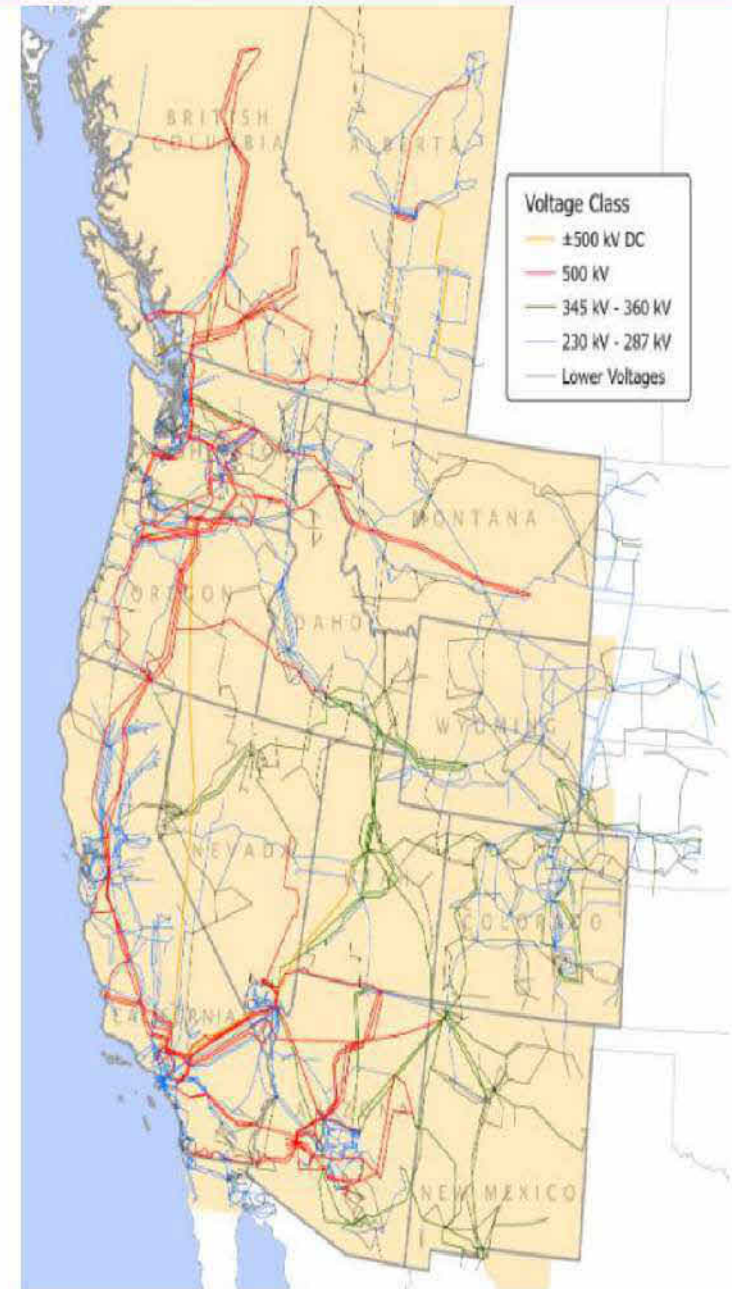 BRITISH
COLUMBIA
ALBERTA
Voltage Class
±500 kV DC
500 kV
345 kV - 360 kV
230 kV - 287 kV
Lower Voltages
MONTANA
OREGON
IDAHO
WYOMING
NEVADA
COLORADO
CALIFORNIA
NEW MEXICO